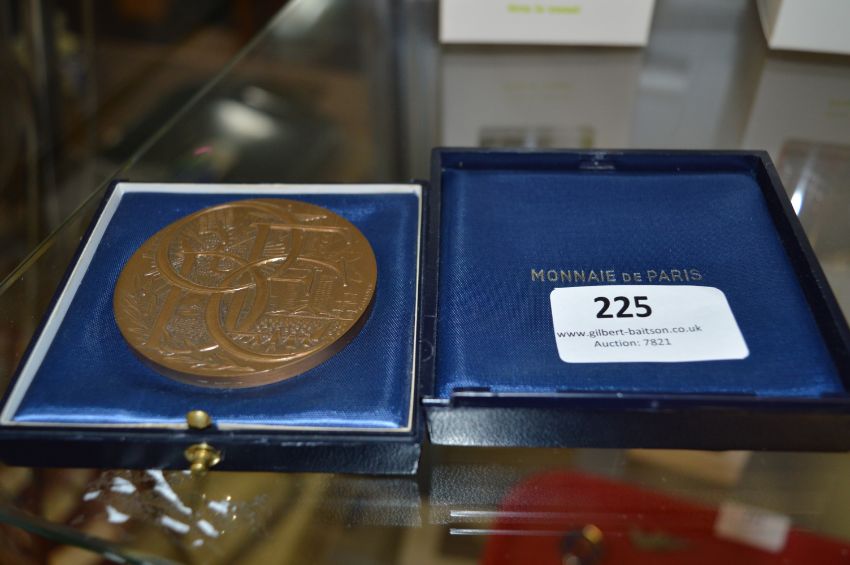 MONNAIE DE PARIS
225
www.gilbert-baitson.co.uk
Auction: 7821